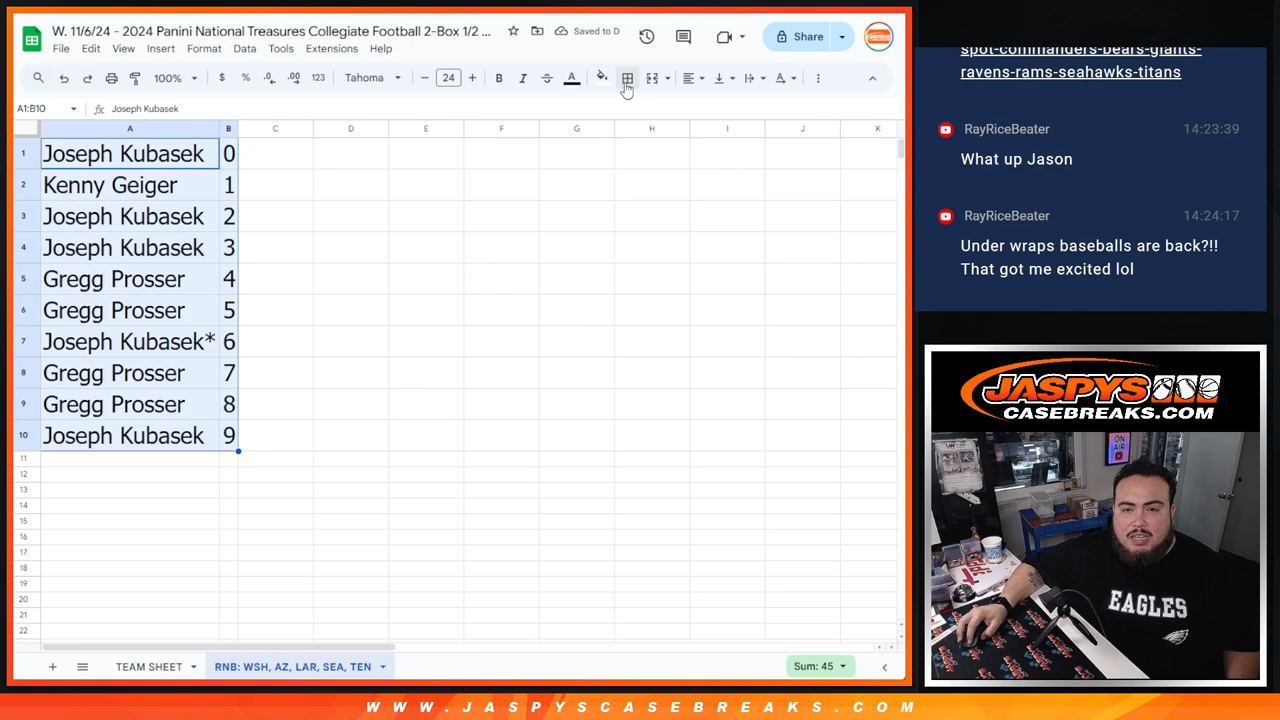 W. 11/6/24 - 2024 Panini National Treasures Collegiate Football 2-Box 1/2 ...
Saved to D
Share
File Edit View Insert Format Data Tools Extensions Help
100% $ % .0 .00 123 Tahoma 24 B I S A
A1:B10 fx Joseph Kubasek
A B C D E F G H I J K
1 Joseph Kubasek 0
2 Kenny Geiger 1
3 Joseph Kubasek 2
4 Joseph Kubasek 3
5 Gregg Prosser 4
6 Gregg Prosser 5
7 Joseph Kubasek* 6
8 Gregg Prosser 7
9 Gregg Prosser 8
10 Joseph Kubasek 9
11
12
13
14
15
16
17
18
19
20
21
22
TEAM SHEET RNB: WSH, AZ, LAR, SEA, TEN Sum: 45
spot-commanders-bears-giants-
ravens-rams-seahawks-titans
RayRiceBeater 14:23:39
What up Jason
RayRiceBeater 14:24:17
Under wraps baseballs are back?!!
That got me excited lol
JASPYS
CASEBREAKS.COM
ON
AIR
EAGLES
WWW.JASPYSCASEBREAKS.COM